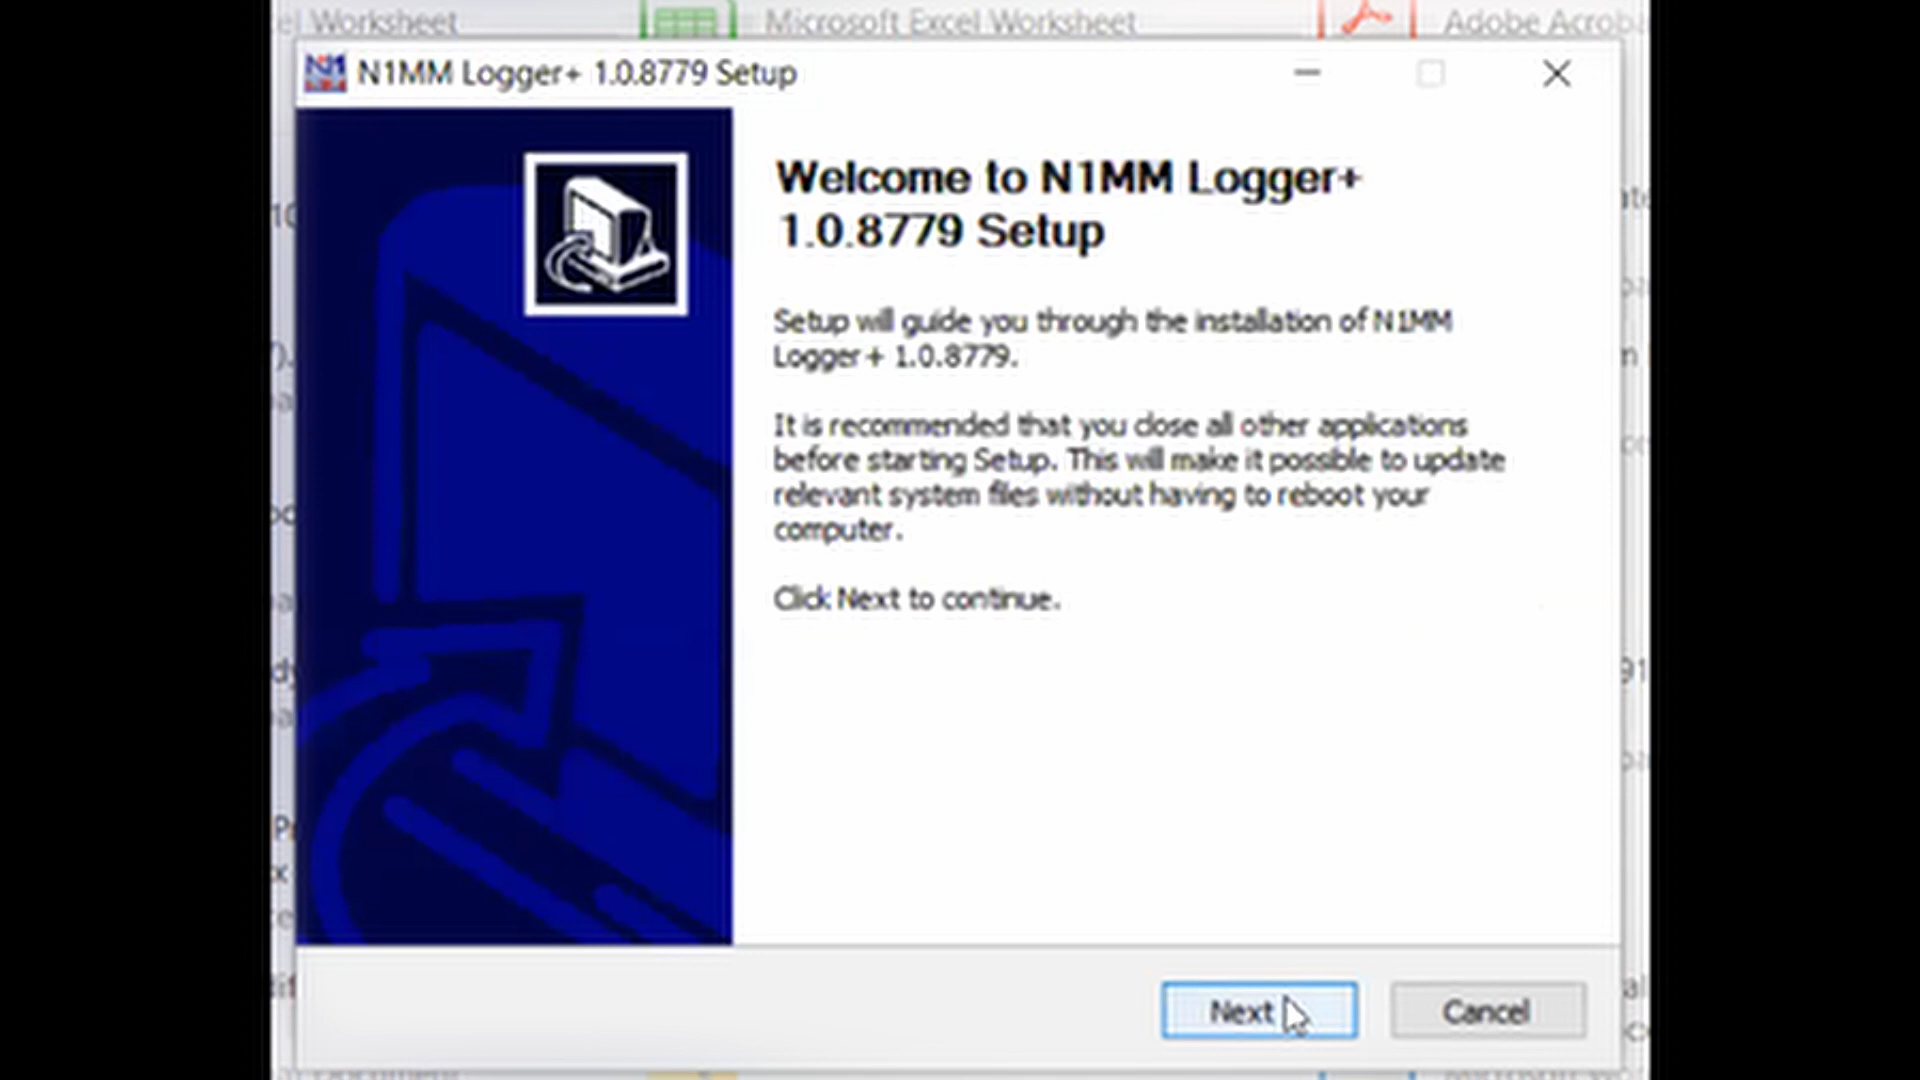 el Worksheet Microsoft Excel Worksheet Adobe Acroba
N1MM Logger+ 1.0.8779 Setup
Welcome to N1MM Logger+
1.0.8779 Setup
Setup will guide you through the installation of N1MM
Logger+ 1.0.8779.
It is recommended that you close all other applications
before starting Setup. This will make it possible to update
relevant system files without having to reboot your
computer.
Click Next to continue.
Next Cancel